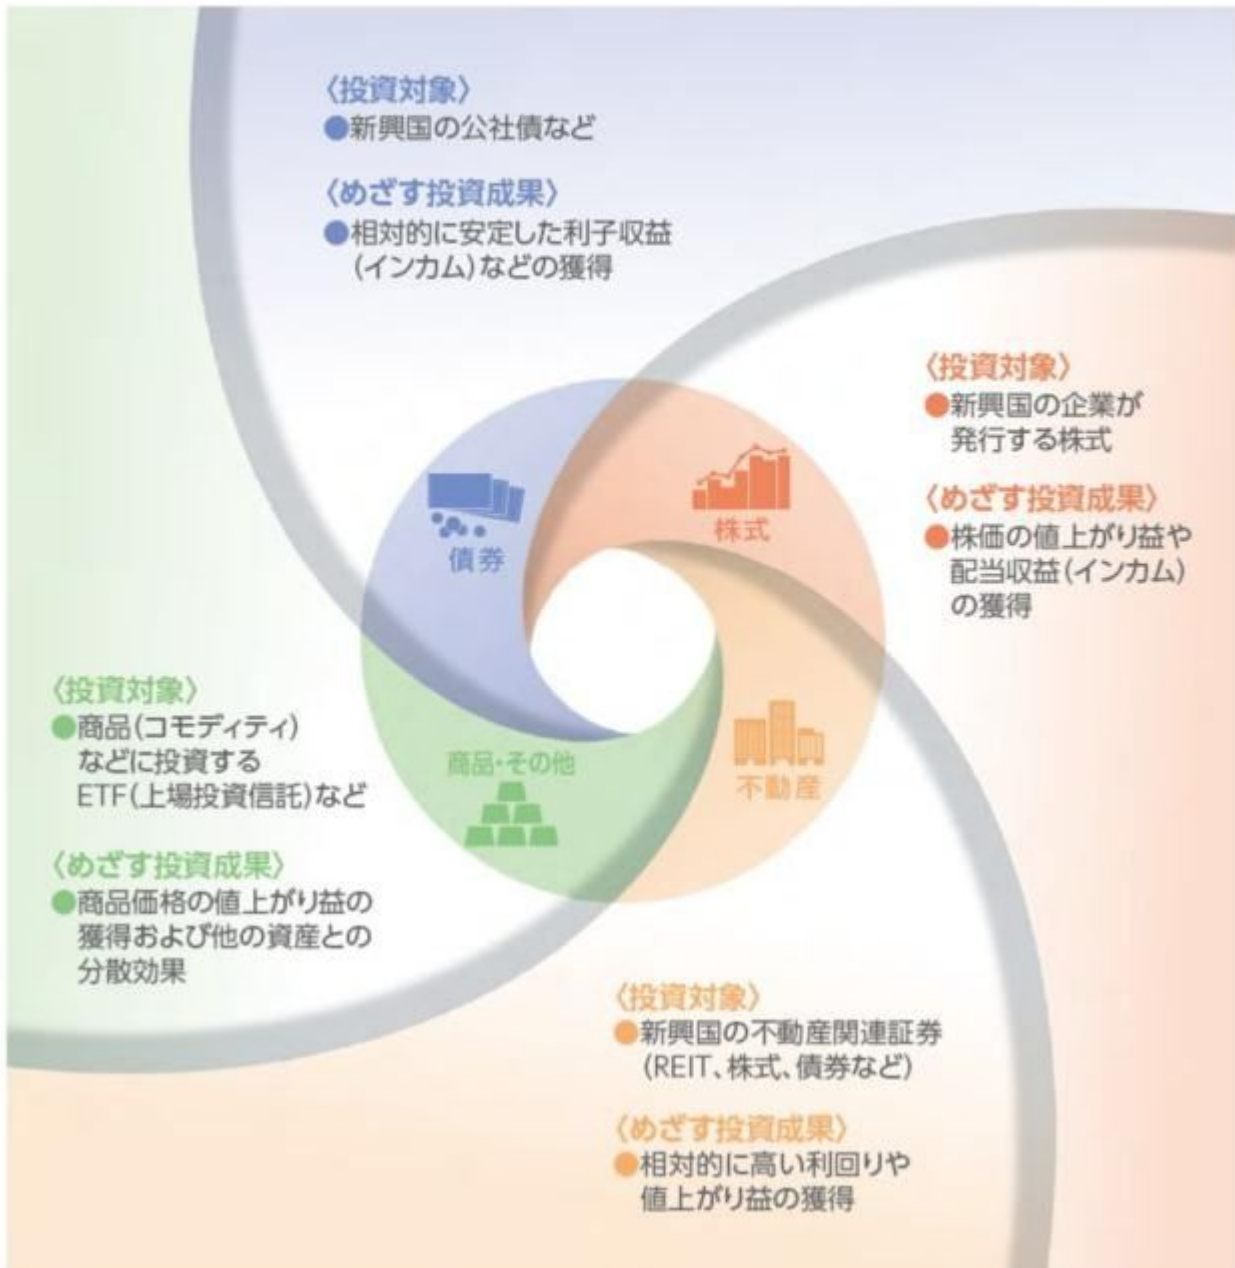 〈投資対象〉
●新興国の公社債など
〈めざす投資成果〉
●相対的に安定した利子収益
(インカム)などの獲得
〈投資対象〉
●新興国の企業が
発行する株式
〈めざす投資成果〉
●株価の値上がり益や
配当収益(インカム)
の獲得
債券
株式
不動産
商品・その他
〈投資対象〉
●商品(コモディティ)
などに投資する
ETF(上場投資信託)など
〈めざす投資成果〉
●商品価格の値上がり益の
獲得および他の資産との
分散効果
〈投資対象〉
●新興国の不動産関連証券
(REIT、株式、債券など)
〈めざす投資成果〉
●相対的に高い利回りや
値上がり益の獲得